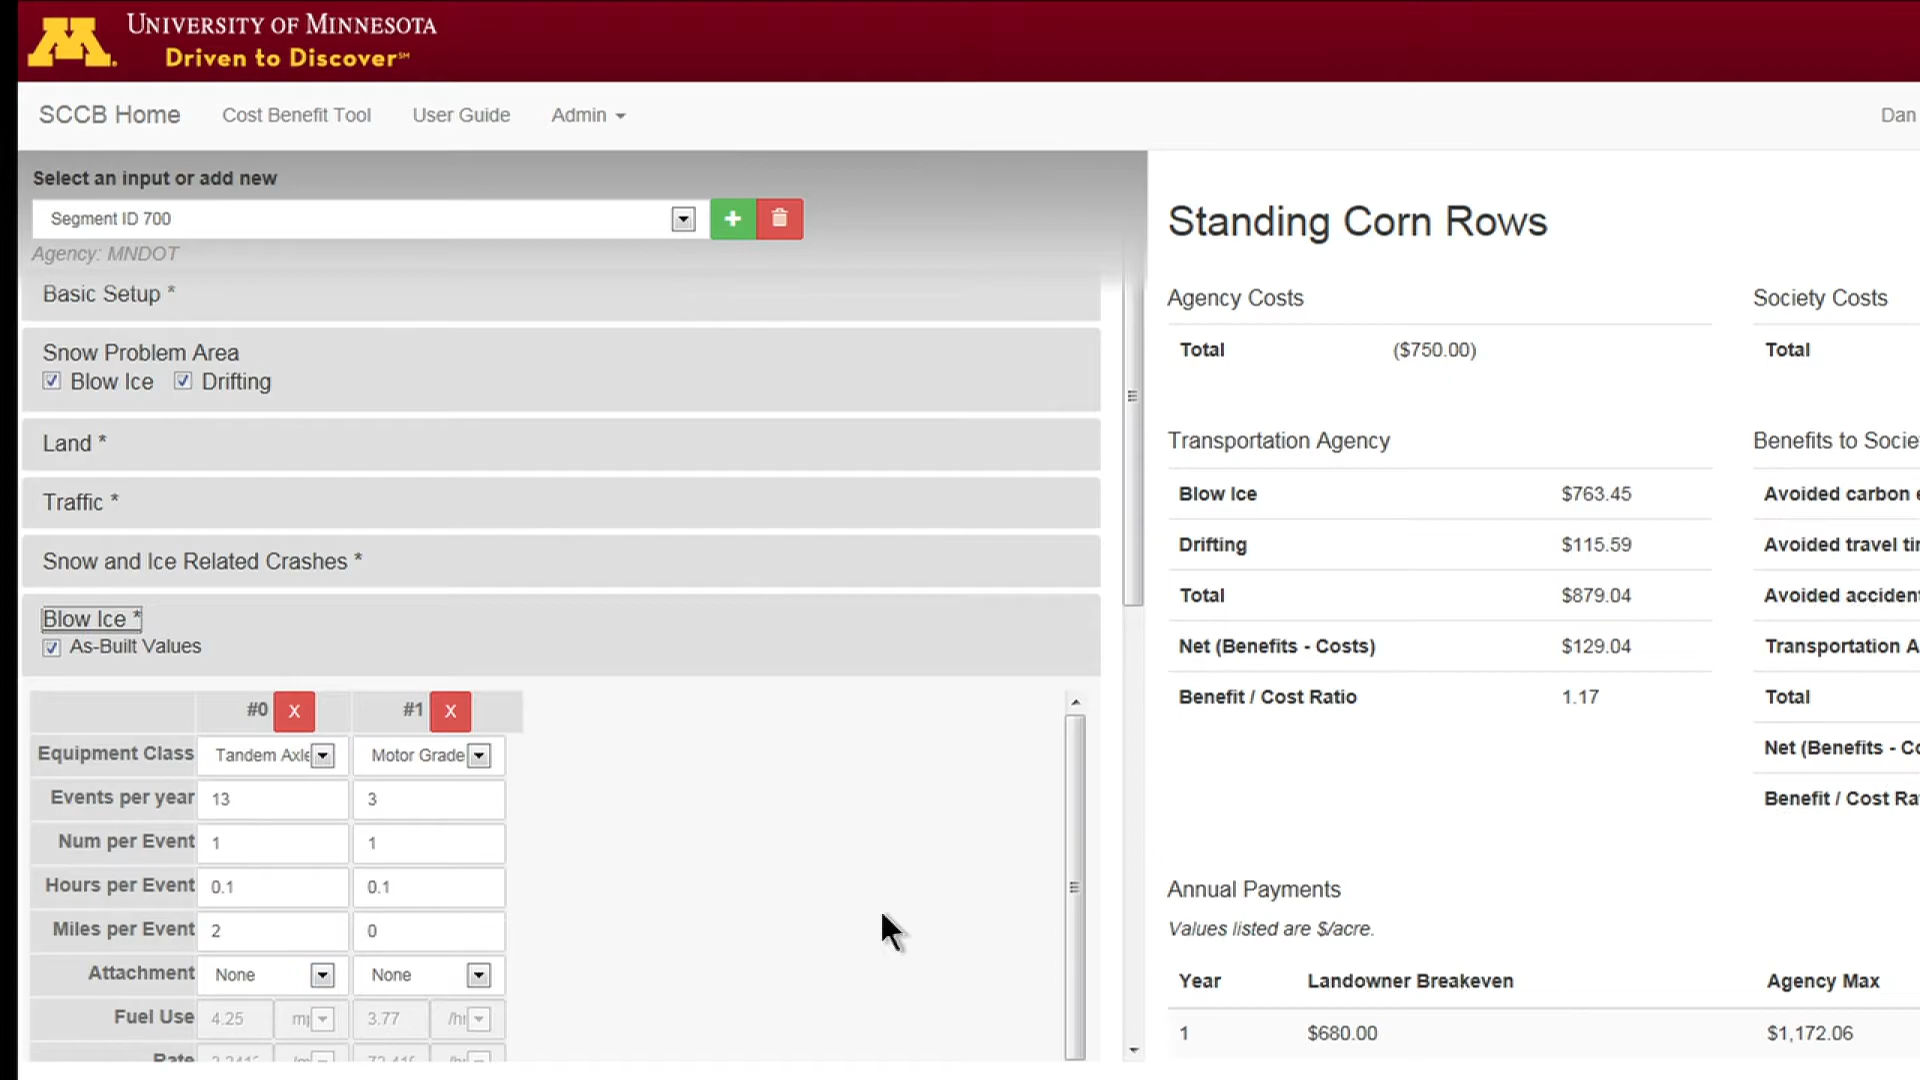 UNIVERSITY OF MINNESOTA
Driven to Discover℠
SCCB Home Cost Benefit Tool User Guide Admin Dan
Select an input or add new
Segment ID 700
Agency: MNDOT
Basic Setup *
Snow Problem Area
Blow Ice Drifting
Land *
Traffic *
Snow and Ice Related Crashes *
Blow Ice *
As-Built Values
#0 X #1 X
Equipment Class Tandem Axle Motor Grade
Events per year 13 3
Num per Event 1 1
Hours per Event 0.1 0.1
Miles per Event 2 0
Attachment None None
Fuel Use 4.25 3.77 /hr
Rate
Standing Corn Rows
Agency Costs
Total ($750.00)
Transportation Agency
Blow Ice $763.45
Drifting $115.59
Total $879.04
Net (Benefits - Costs) $129.04
Benefit / Cost Ratio 1.17
Society Costs
Total
Benefits to Socie
Avoided carbon e
Avoided travel ti
Avoided acciden
Transportation A
Total
Net (Benefits - Co
Benefit / Cost Ra
Annual Payments
Values listed are $/acre.
Year Landowner Breakeven Agency Max
1 $680.00 $1,172.06